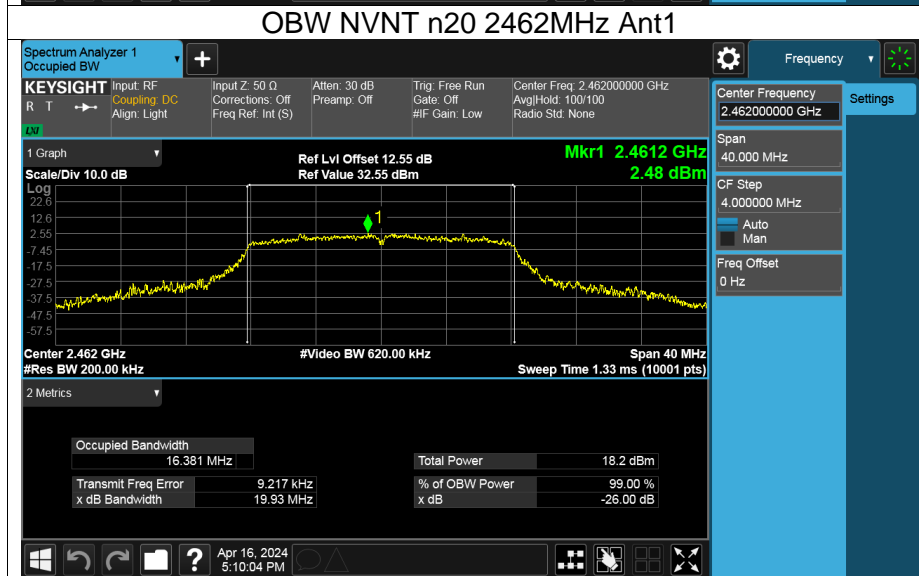 OBW NVNT n20 2462MHz Ant1
Spectrum Analyzer 1
Occupied BW
+
Frequency
KEYSIGHT
R T
LXI
Input: RF
Coupling: DC
Align: Light
Input Z: 50 Ω
Corrections: Off
Freq Ref: Int (S)
Atten: 30 dB
Preamp: Off
Trig: Free Run
Gate: Off
#IF Gain: Low
Center Freq: 2.462000000 GHz
Avg|Hold: 100/100
Radio Std: None
Center Frequency
2.462000000 GHz
Settings
Span
40.000 MHz
CF Step
4.000000 MHz
Auto
Man
Freq Offset
0 Hz
1 Graph
Scale/Div 10.0 dB
Ref Lvl Offset 12.55 dB
Ref Value 32.55 dBm
Mkr1 2.4612 GHz
2.48 dBm
Log
22.6
12.6
2.55
-7.45
-17.5
-27.5
-37.5
-47.5
-57.5
1
Center 2.462 GHz
#Res BW 200.00 kHz
#Video BW 620.00 kHz
Span 40 MHz
Sweep Time 1.33 ms (10001 pts)
2 Metrics
Occupied Bandwidth
16.381 MHz
Transmit Freq Error 9.217 kHz
x dB Bandwidth 19.93 MHz
Total Power 18.2 dBm
% of OBW Power 99.00 %
x dB -26.00 dB
?
Apr 16, 2024
5:10:04 PM